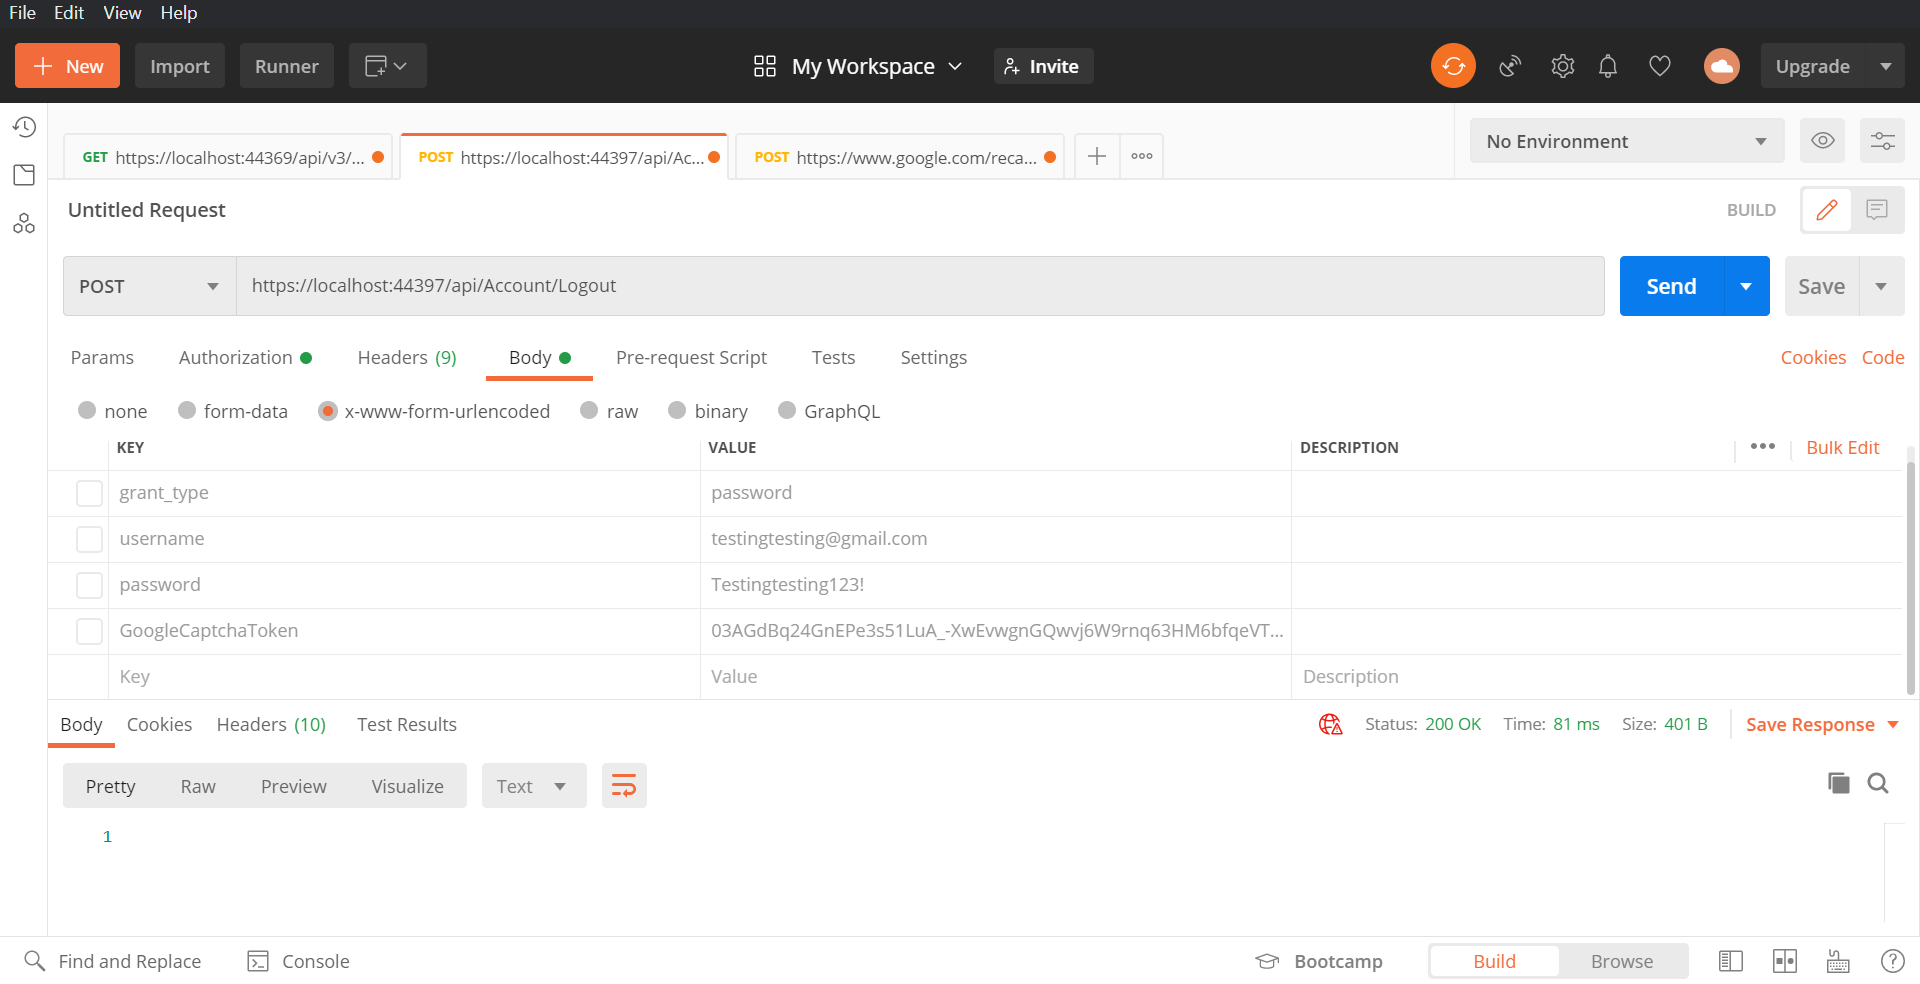 File Edit View Help
New Import Runner My Workspace Invite Upgrade
GET https://localhost:44369/api/v3/... POST https://localhost:44397/api/Ac... POST https://www.google.com/reca... No Environment
Untitled Request BUILD
POST https://localhost:44397/api/Account/Logout Send Save
Params Authorization Headers (9) Body Pre-request Script Tests Settings Cookies Code
none form-data x-www-form-urlencoded raw binary GraphQL
KEY VALUE DESCRIPTION Bulk Edit
grant_type password
username testingtesting@gmail.com
password Testingtesting123!
GoogleCaptchaToken 03AGdBq24GnEPe3s51LuA_-XwEvwgnGQwvj6W9rnq63HM6bfqeVT...
Key Value Description
Body Cookies Headers (10) Test Results Status: 200 OK Time: 81 ms Size: 401 B Save Response
Pretty Raw Preview Visualize Text
1
Find and Replace Console Bootcamp Build Browse